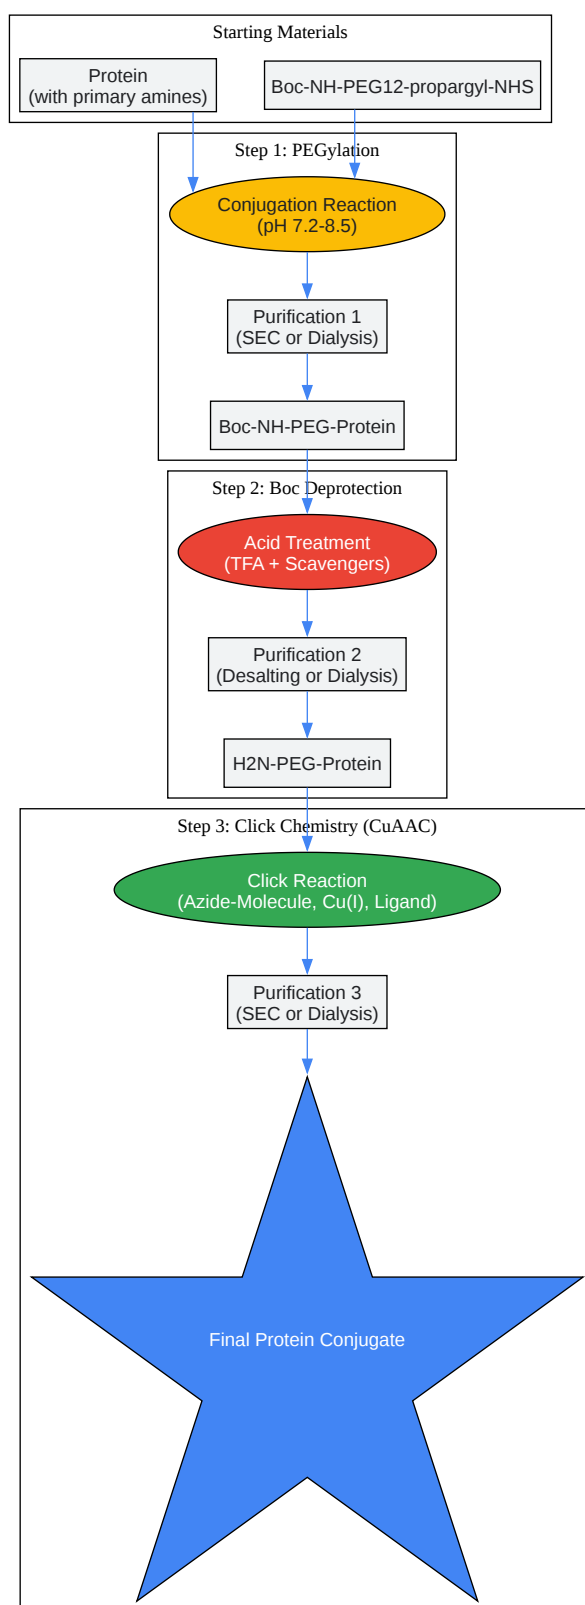 Starting Materials
Protein
(with primary amines)
Boc-NH-PEG12-propargyl-NHS
Step 1: PEGylation
Conjugation Reaction
(pH 7.2-8.5)
Purification 1
(SEC or Dialysis)
Boc-NH-PEG-Protein
Step 2: Boc Deprotection
Acid Treatment
(TFA + Scavengers)
Purification 2
(Desalting or Dialysis)
H2N-PEG-Protein
Step 3: Click Chemistry (CuAAC)
Click Reaction
(Azide-Molecule, Cu(I), Ligand)
Purification 3
(SEC or Dialysis)
Final Protein Conjugate